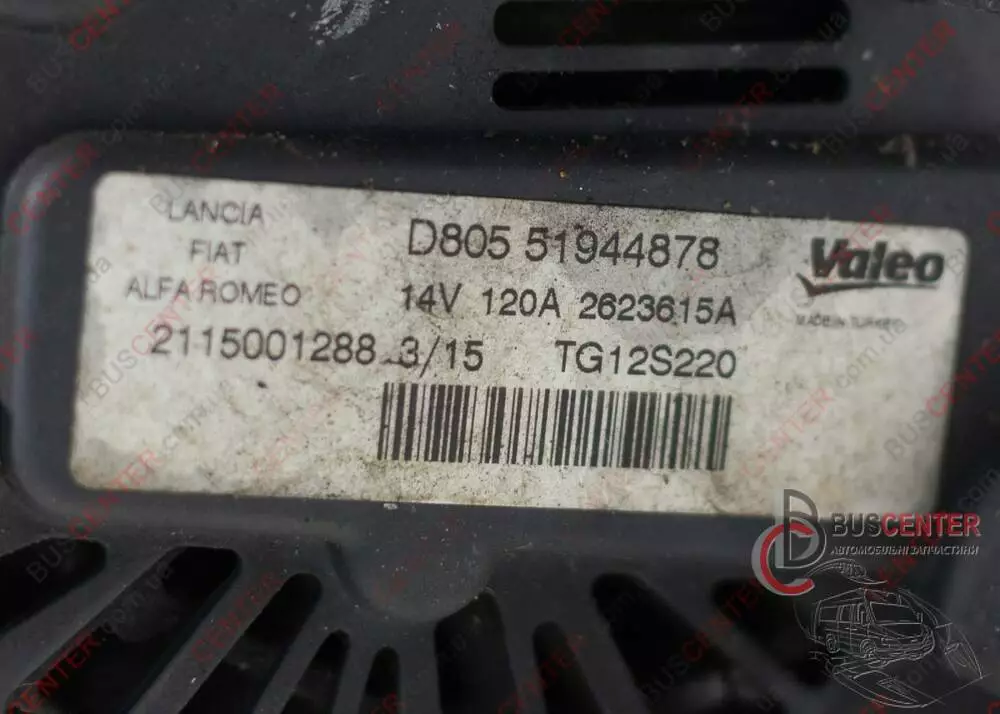 LANCIA
FIAT
ALFA ROMEO
D805 51944878
14V 120A 2623615A
2115001288 3/15 TG12S220
Valeo
MADE IN TURKEY
BUSCENTER
АВТОМОБІЛЬНІ ЗАПЧАСТИНИ